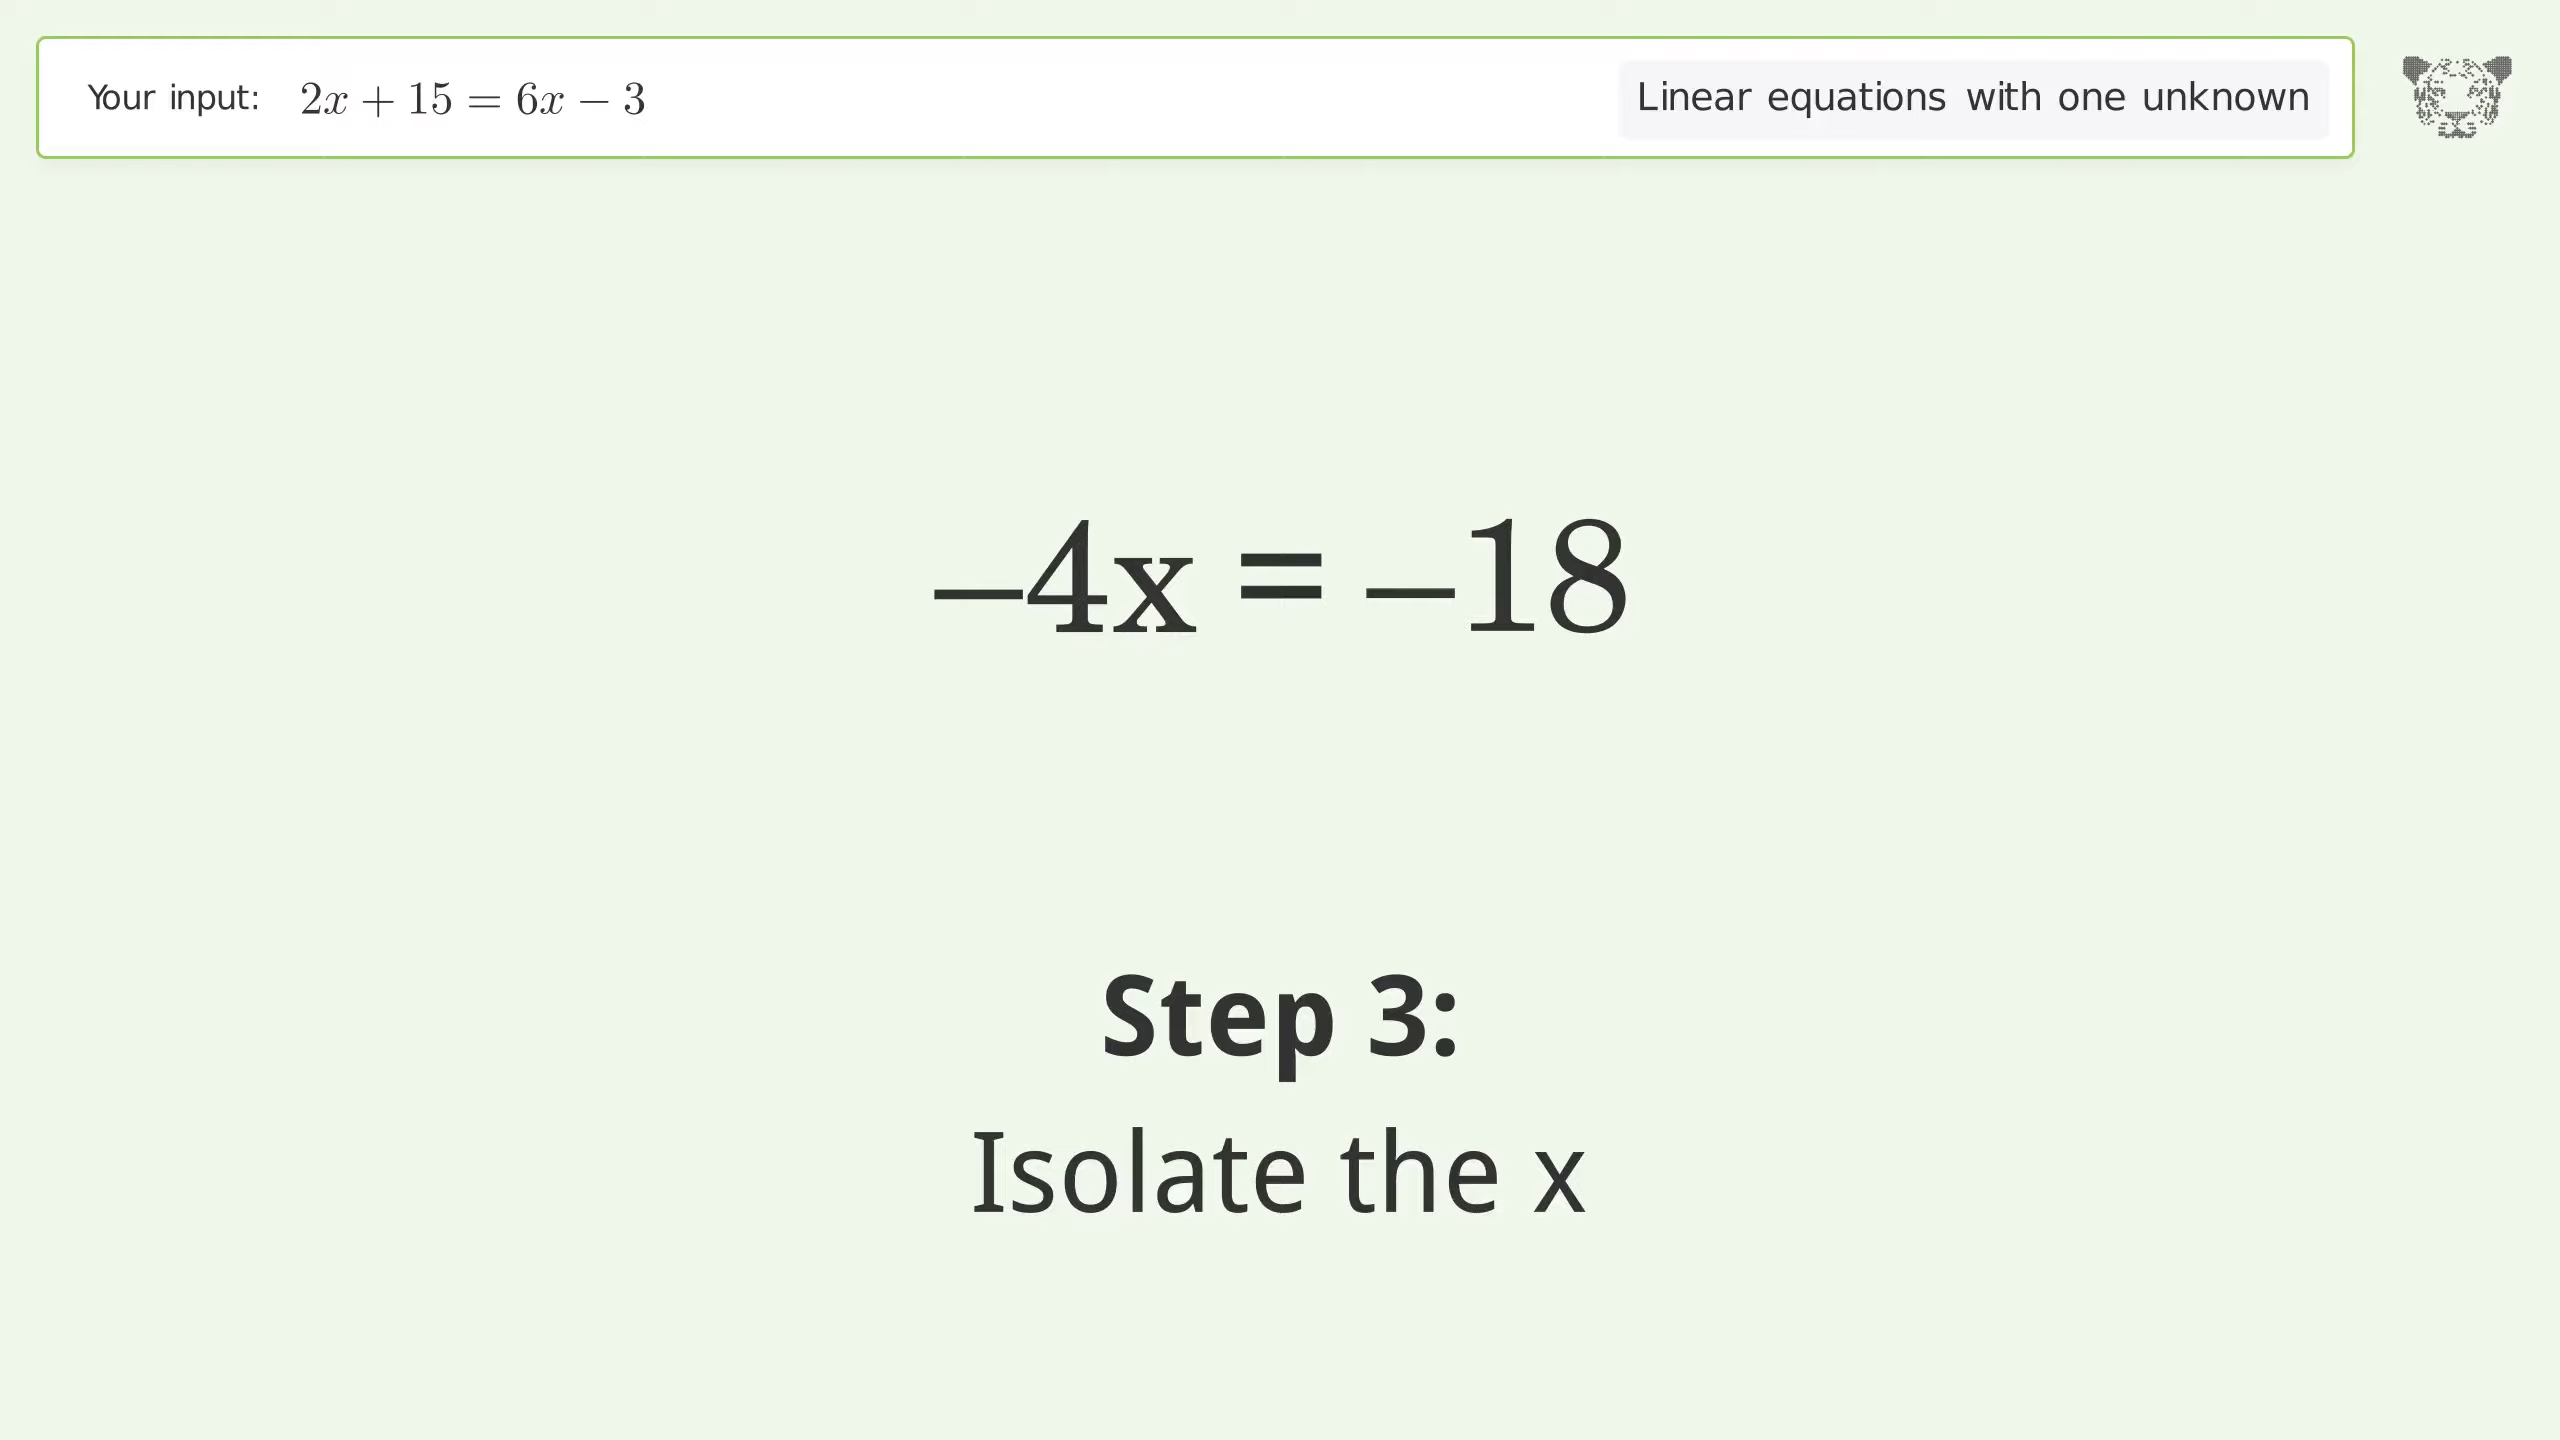 Your input: 2x + 15 = 6x − 3
Linear equations with one unknown
−4x = −18
Step 3:
Isolate the x